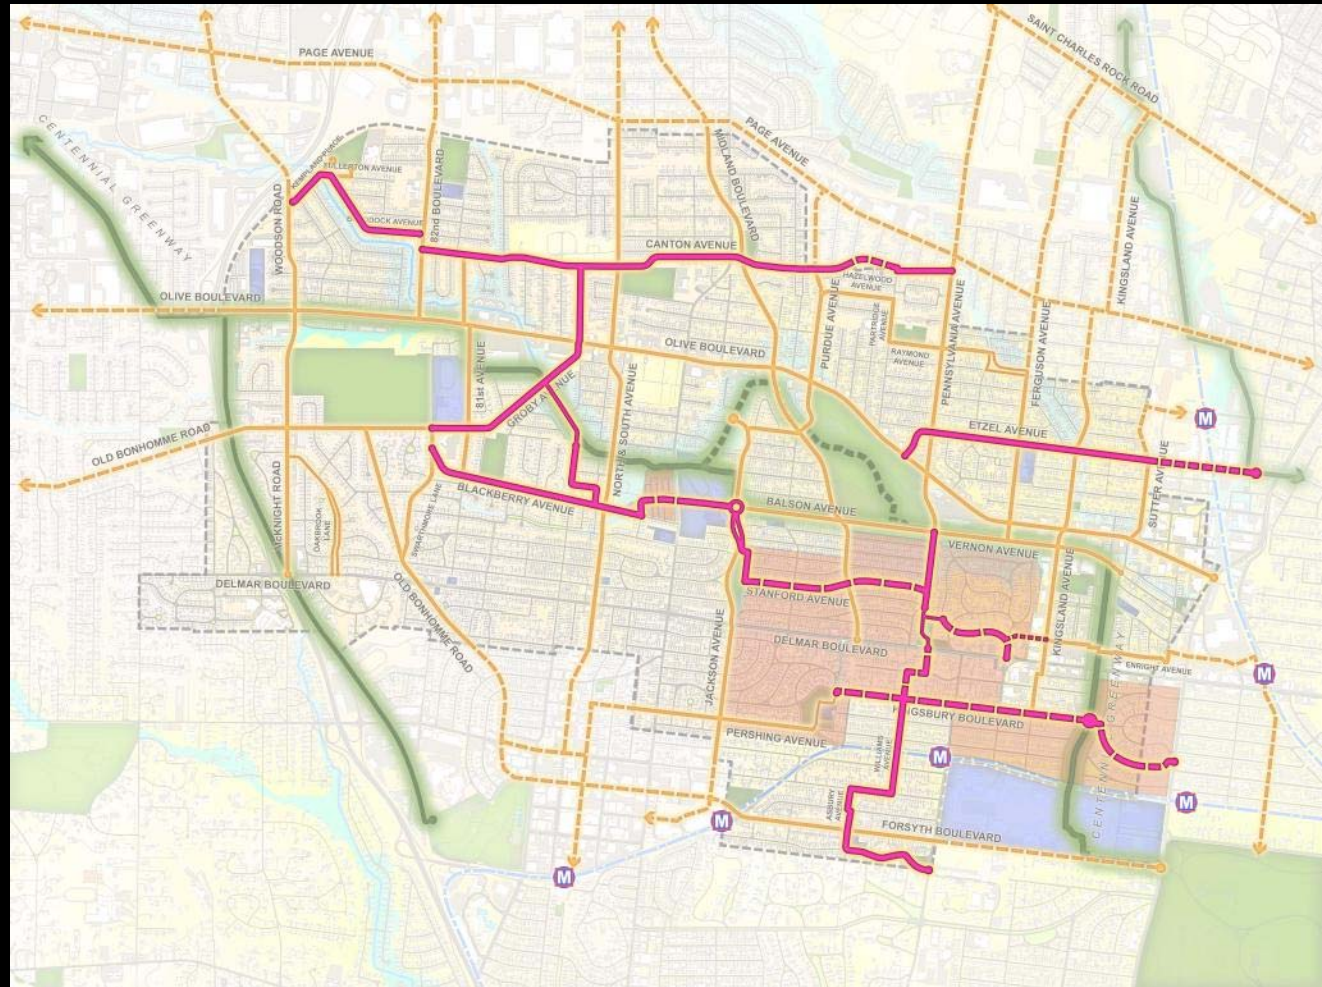 PAGE AVENUE
SAINT CHARLES ROCK ROAD
CENTENNIAL GREENWAY
PAGE AVENUE
MIDLAND BOULEVARD
KEMPLAND PLACE
FULLERTON AVENUE
82nd BOULEVARD
WOODSON ROAD
KINGSLAND AVENUE
CANTON AVENUE
HAZELWOOD
AVENUE
OLIVE BOULEVARD
PURDUE AVENUE
PARTRIDGE
AVENUE
PENNSYLVANIA AVENUE
FERGUSON AVENUE
OLIVE BOULEVARD
RAYMOND
AVENUE
81st AVENUE
GROBY AVENUE
NORTH & SOUTH AVENUE
M
ETZEL AVENUE
OLD BONHOMME ROAD
SUTTER AVENUE
McKNIGHT ROAD
OAKBROOK
LANE
SWARTHMORE LANE
BLACKBERRY AVENUE
BALSON AVENUE
VERNON AVENUE
KINGSLAND AVENUE
DELMAR BOULEVARD
OLD BONHOMME ROAD
STANFORD AVENUE
DELMAR BOULEVARD
JACKSON AVENUE
ENRIGHT AVENUE
M
CENTENNIAL GREENWAY
KINGSBURY BOULEVARD
PERSHING AVENUE
WILLIAMS
AVENUE
M
ASBURY
AVENUE
M
M
FORSYTH BOULEVARD
M